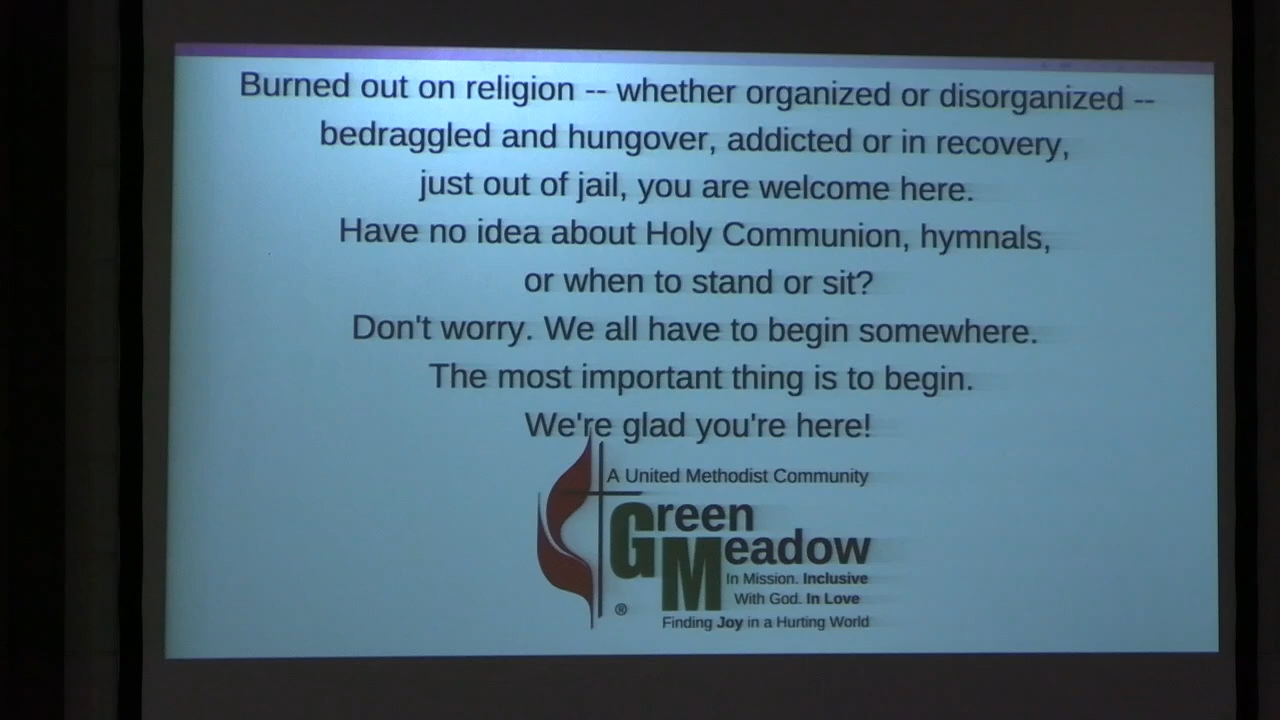 Burned out on religion -- whether organized or disorganized --
bedraggled and hungover, addicted or in recovery,
just out of jail, you are welcome here.
Have no idea about Holy Communion, hymnals,
or when to stand or sit?
Don't worry. We all have to begin somewhere.
The most important thing is to begin.
We're glad you're here!
A United Methodist Community
Green
Meadow
In Mission. Inclusive
With God. In Love
®
Finding Joy in a Hurting World